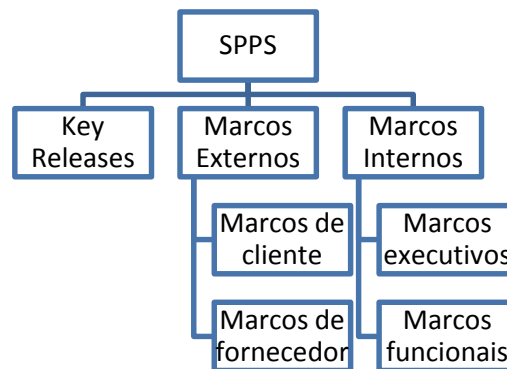 SPPS
Key
Releases
Marcos
Externos
Marcos
Internos
Marcos de
cliente
Marcos
executivos
Marcos de
fornecedor
Marcos
funcionais